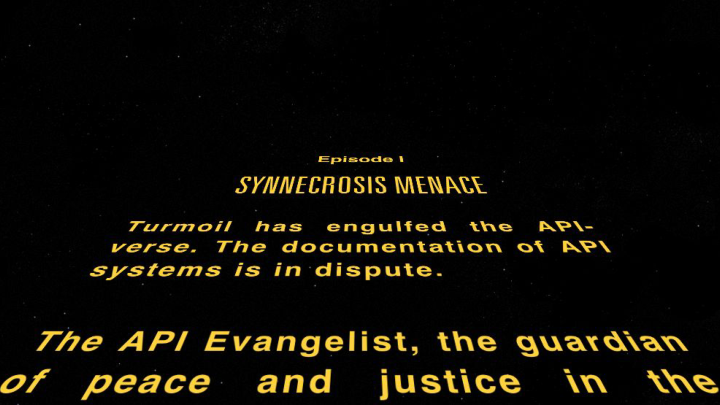 Episode I
SYNNECROSIS MENACE
Turmoil has engulfed the API-
verse. The documentation of API
systems is in dispute.
The API Evangelist, the guardian
of peace and justice in the